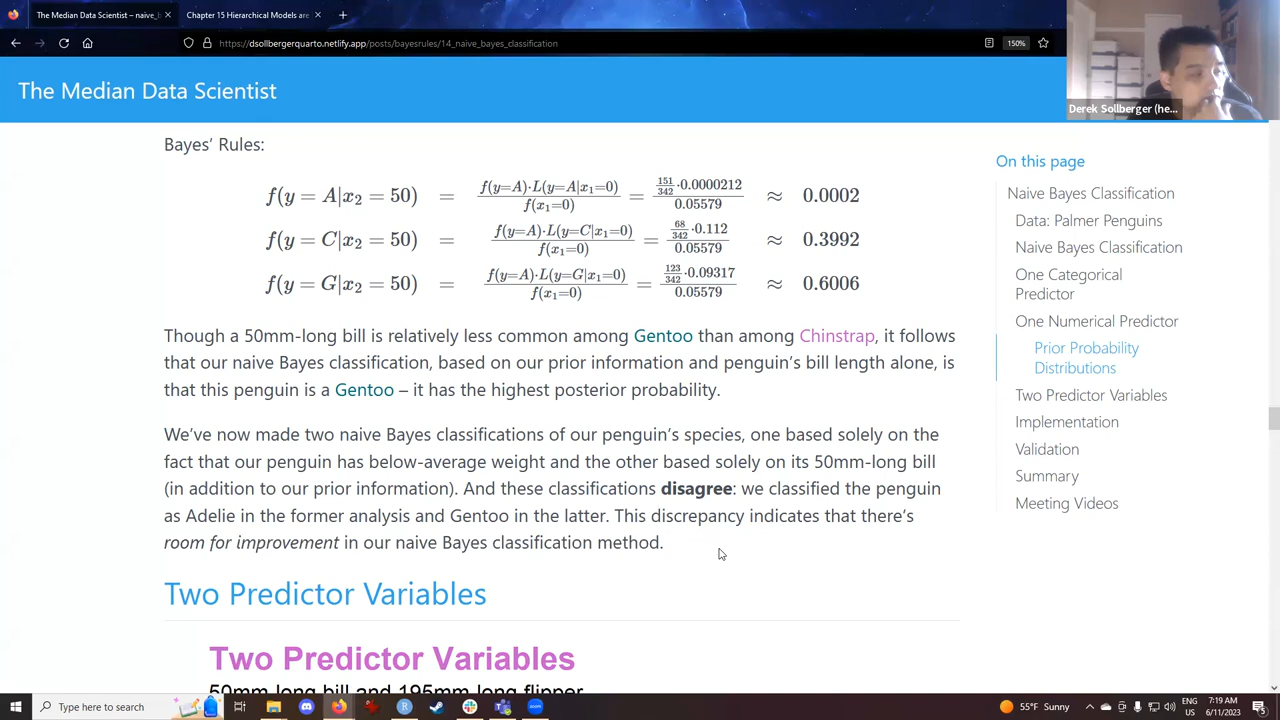 The Median Data Scientist – naive_b
Chapter 15 Hierarchical Models are
https://dsollbergerquarto.netlify.app/posts/bayesrules/14_naive_bayes_classification
150%
The Median Data Scientist
Derek Sollberger (he...
Bayes’ Rules:
f(y = A|x₂ = 50) = f(y=A)·L(y=A|x₁=0) / f(x₁=0) = 151/342·0.0000212 / 0.05579 ≈ 0.0002
f(y = C|x₂ = 50) = f(y=A)·L(y=C|x₁=0) / f(x₁=0) = 68/342·0.112 / 0.05579 ≈ 0.3992
f(y = G|x₂ = 50) = f(y=A)·L(y=G|x₁=0) / f(x₁=0) = 123/342·0.09317 / 0.05579 ≈ 0.6006
Though a 50mm-long bill is relatively less common among Gentoo than among Chinstrap, it follows
that our naive Bayes classification, based on our prior information and penguin’s bill length alone, is
that this penguin is a Gentoo – it has the highest posterior probability.
We’ve now made two naive Bayes classifications of our penguin’s species, one based solely on the
fact that our penguin has below-average weight and the other based solely on its 50mm-long bill
(in addition to our prior information). And these classifications disagree: we classified the penguin
as Adelie in the former analysis and Gentoo in the latter. This discrepancy indicates that there’s
room for improvement in our naive Bayes classification method.
Two Predictor Variables
Two Predictor Variables
50mm long bill and 195mm-long flipper
On this page
Naive Bayes Classification
Data: Palmer Penguins
Naive Bayes Classification
One Categorical
Predictor
One Numerical Predictor
Prior Probability
Distributions
Two Predictor Variables
Implementation
Validation
Summary
Meeting Videos
Type here to search
55°F Sunny
ENG
US
7:19 AM
6/11/2023